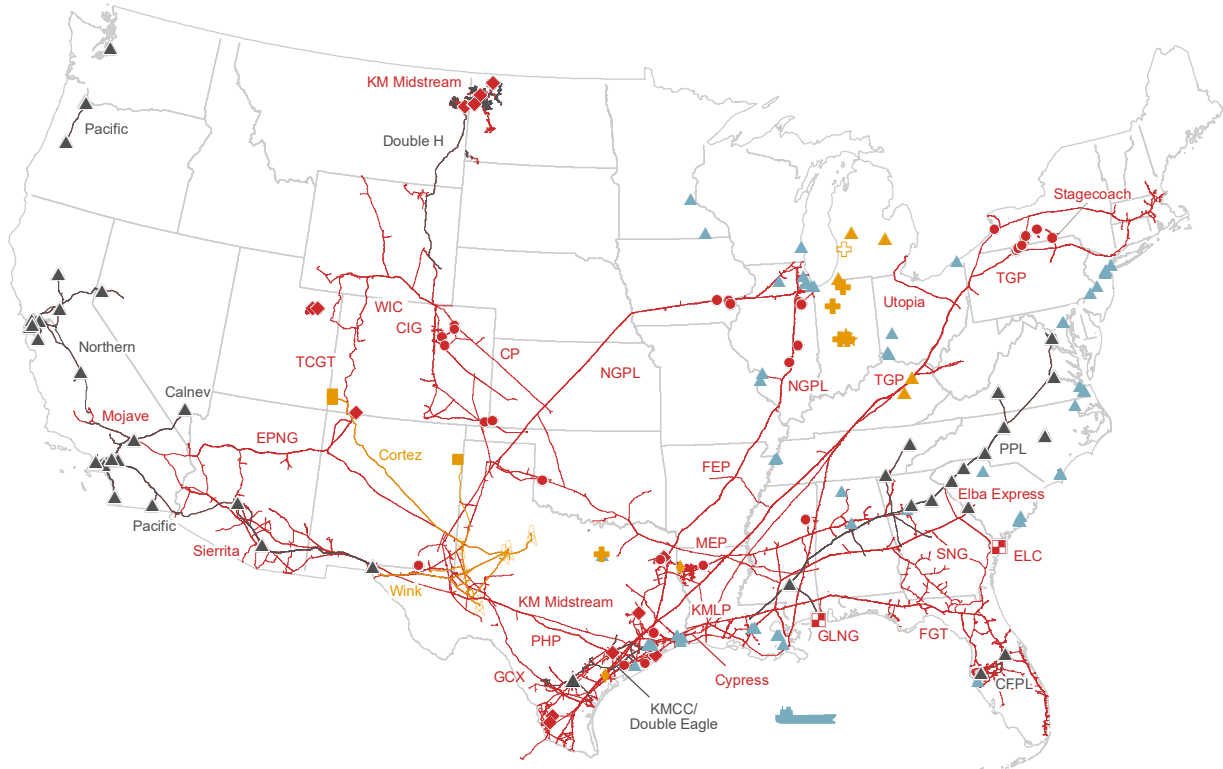 KM Midstream
Pacific
Double H
Stagecoach
TGP
WIC
Utopia
CIG
Northern
CP
TCGT
NGPL
NGPL
TGP
Calnev
Mojave
EPNG
PPL
Cortez
FEP
Elba Express
Pacific
MEP
Sierrita
SNG
ELC
Wink
KM Midstream
KMLP
GLNG
FGT
PHP
GCX
Cypress
CFPL
KMCC/
Double Eagle